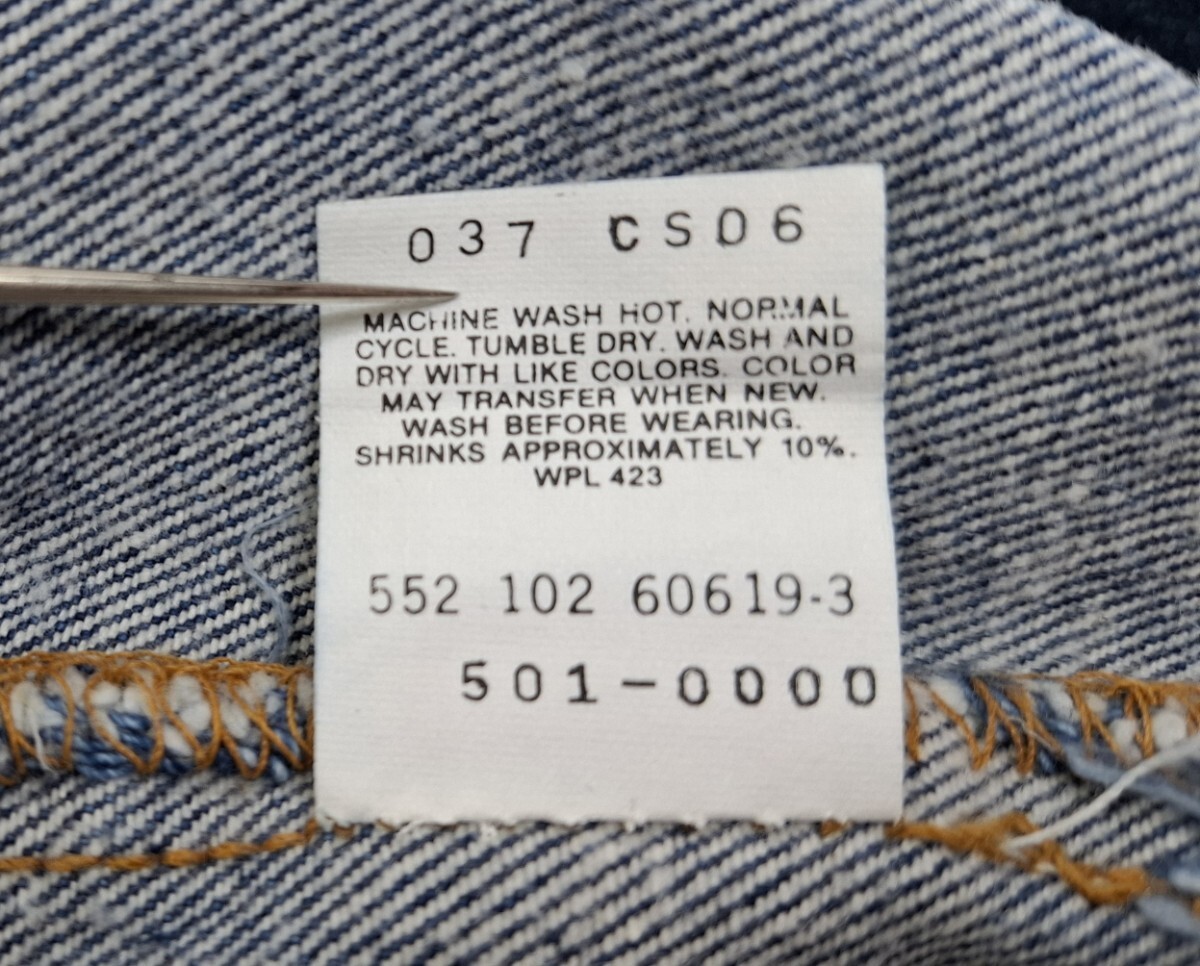 037 CS06
MACHINE WASH HOT. NORMAL
CYCLE. TUMBLE DRY. WASH AND
DRY WITH LIKE COLORS. COLOR
MAY TRANSFER WHEN NEW.
WASH BEFORE WEARING.
SHRINKS APPROXIMATELY 10%.
WPL 423
552 102 60619-3
501-0000